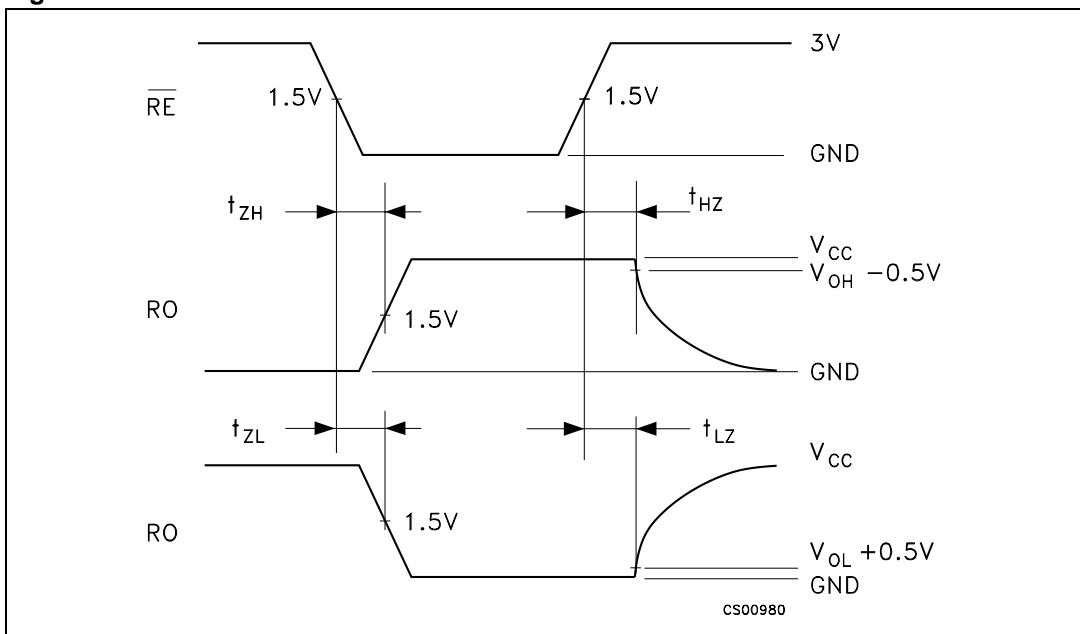 3V
1.5V
1.5V
RE
GND
tZH
tHZ
VCC
VOH -0.5V
RO
1.5V
GND
tZL
tLZ
VCC
1.5V
RO
VOL +0.5V
GND
CS00980